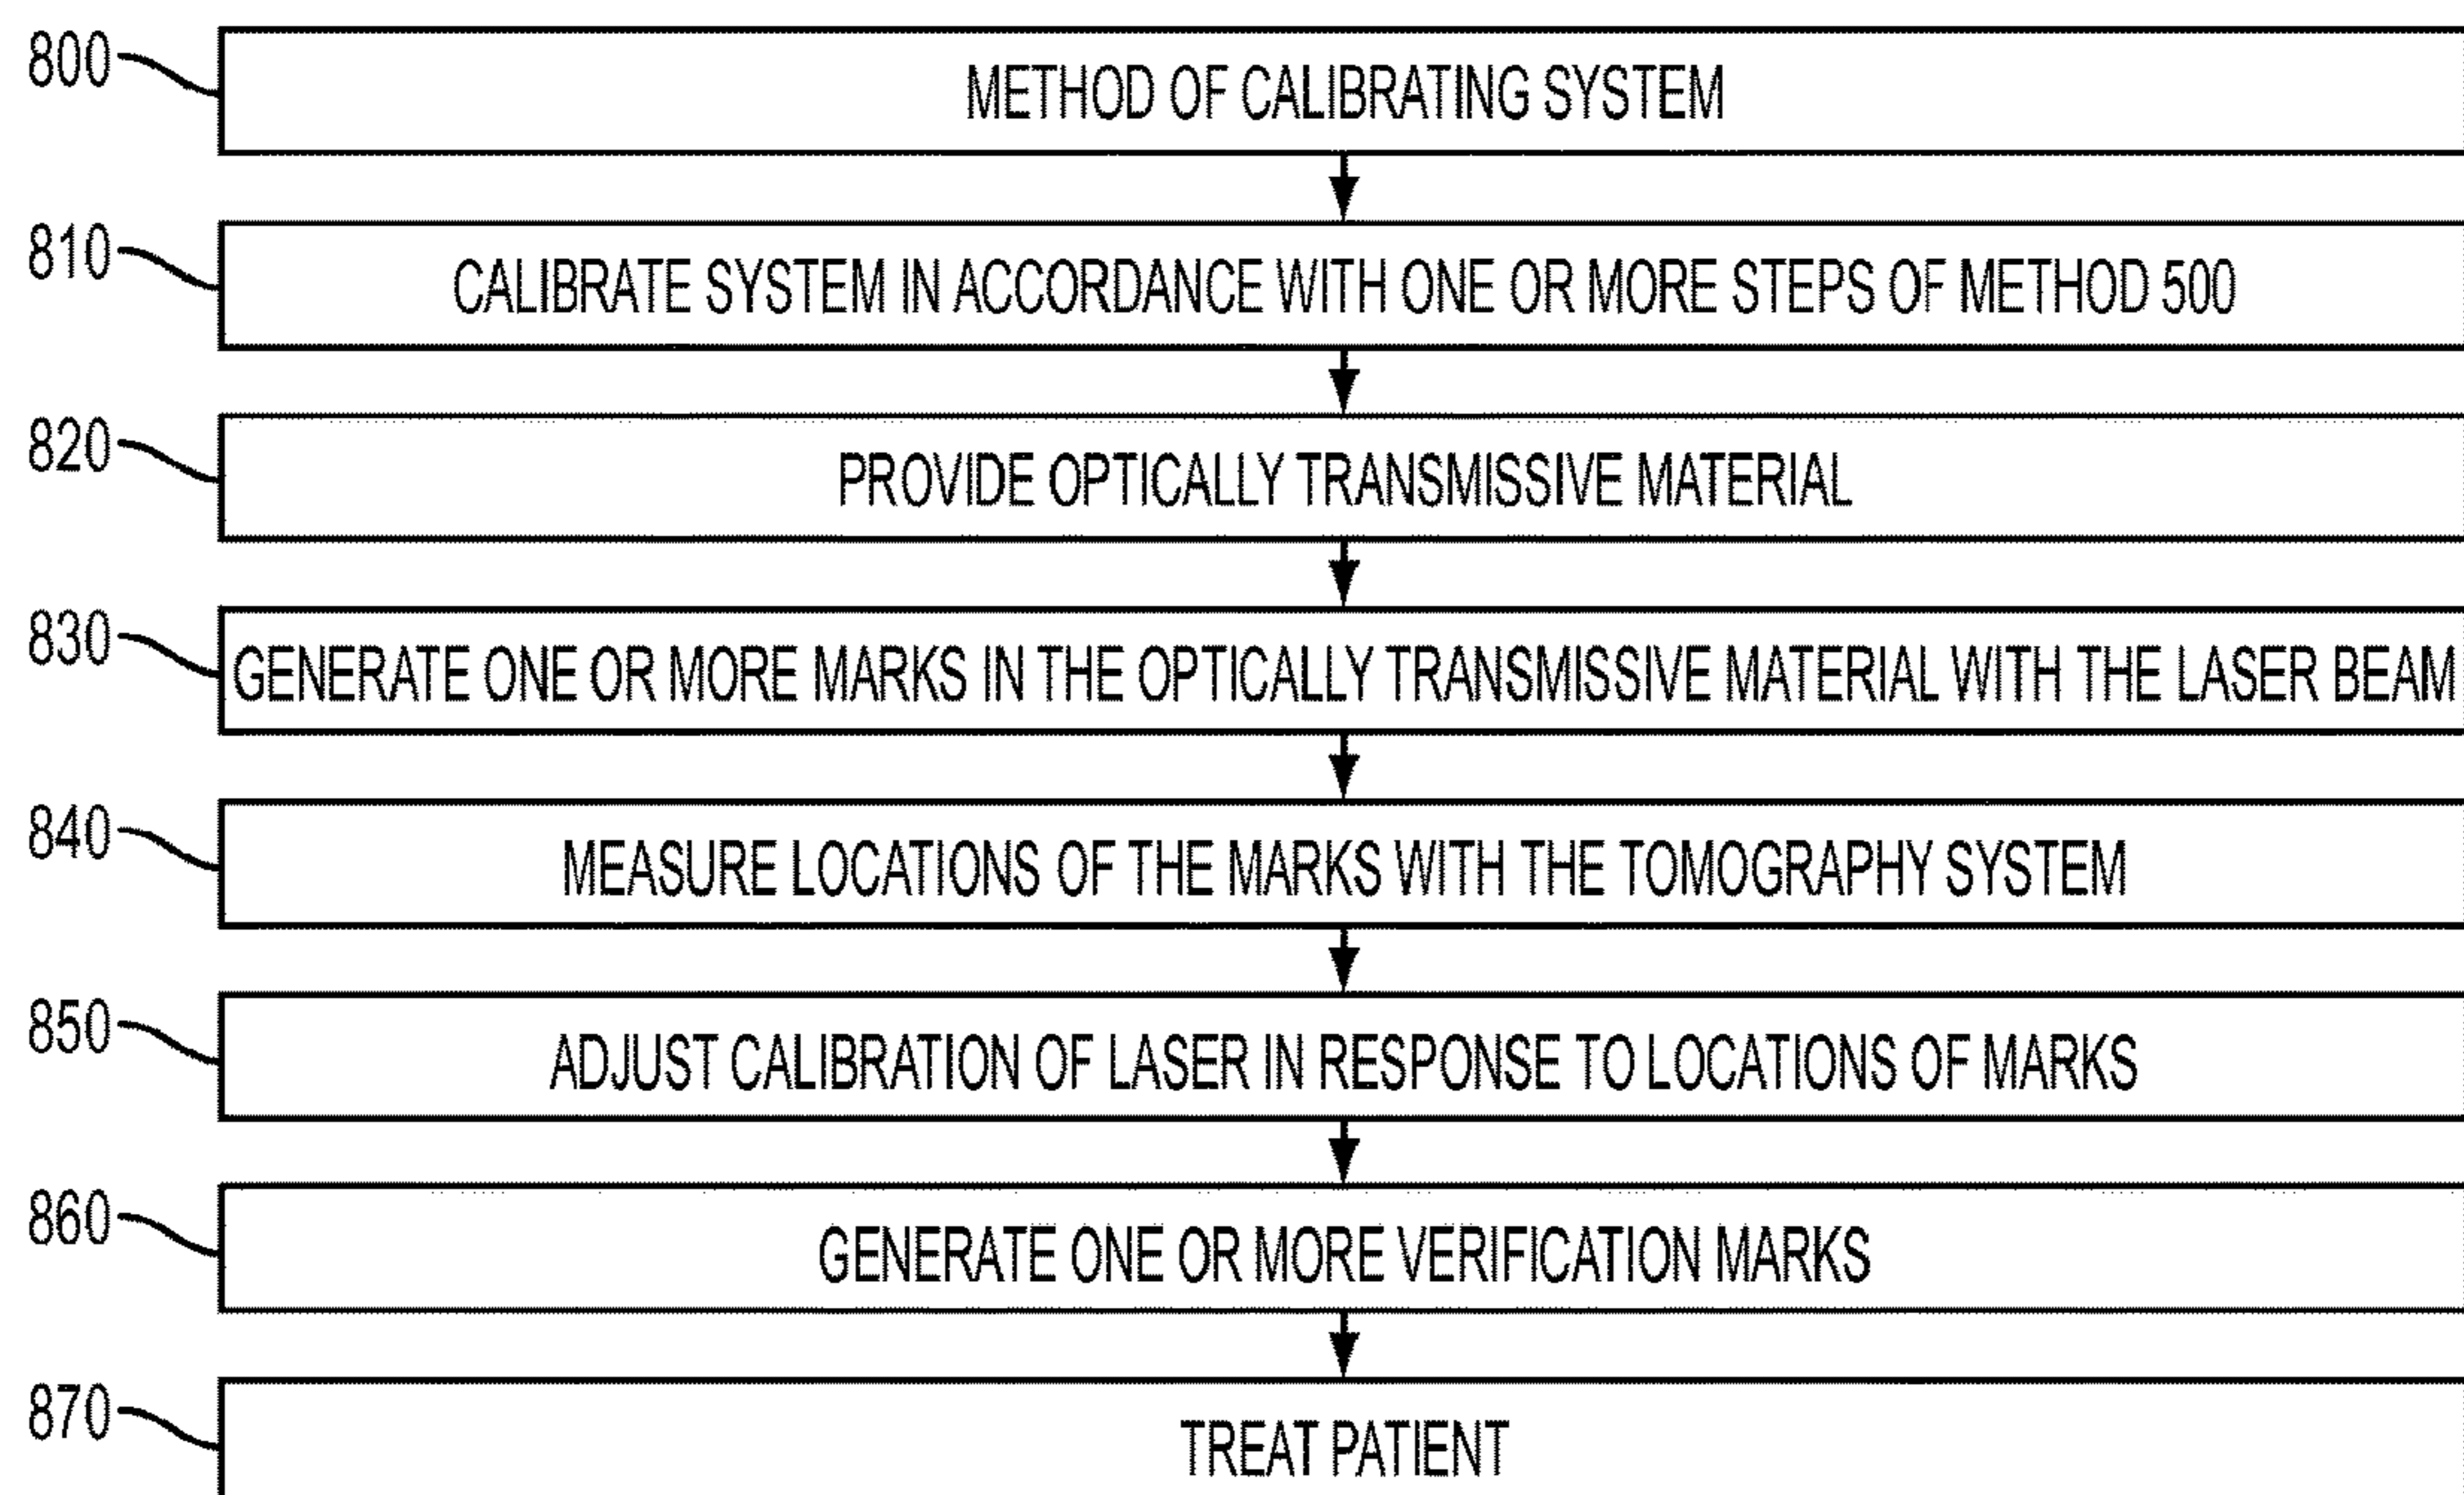 800 METHOD OF CALIBRATING SYSTEM
810 CALIBRATE SYSTEM IN ACCORDANCE WITH ONE OR MORE STEPS OF METHOD 500
820 PROVIDE OPTICALLY TRANSMISSIVE MATERIAL
830 GENERATE ONE OR MORE MARKS IN THE OPTICALLY TRANSMISSIVE MATERIAL WITH THE LASER BEAM
840 MEASURE LOCATIONS OF THE MARKS WITH THE TOMOGRAPHY SYSTEM
850 ADJUST CALIBRATION OF LASER IN RESPONSE TO LOCATIONS OF MARKS
860 GENERATE ONE OR MORE VERIFICATION MARKS
870 TREAT PATIENT